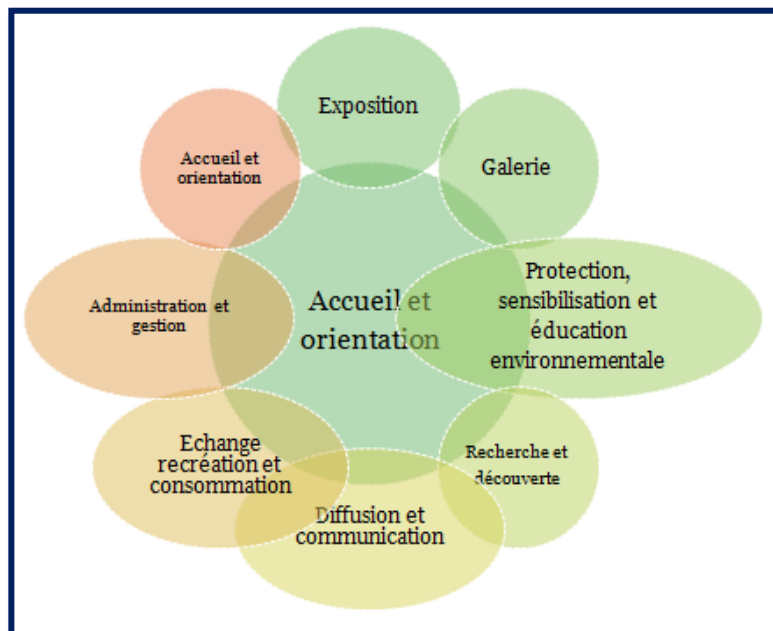 Exposition
Galerie
Protection,
sensibilisation et
éducation
environnementale
Recherche et
découverte
Diffusion et
communication
Echange
recréation et
consommation
Administration et
gestion
Accueil et
orientation
Accueil et
orientation